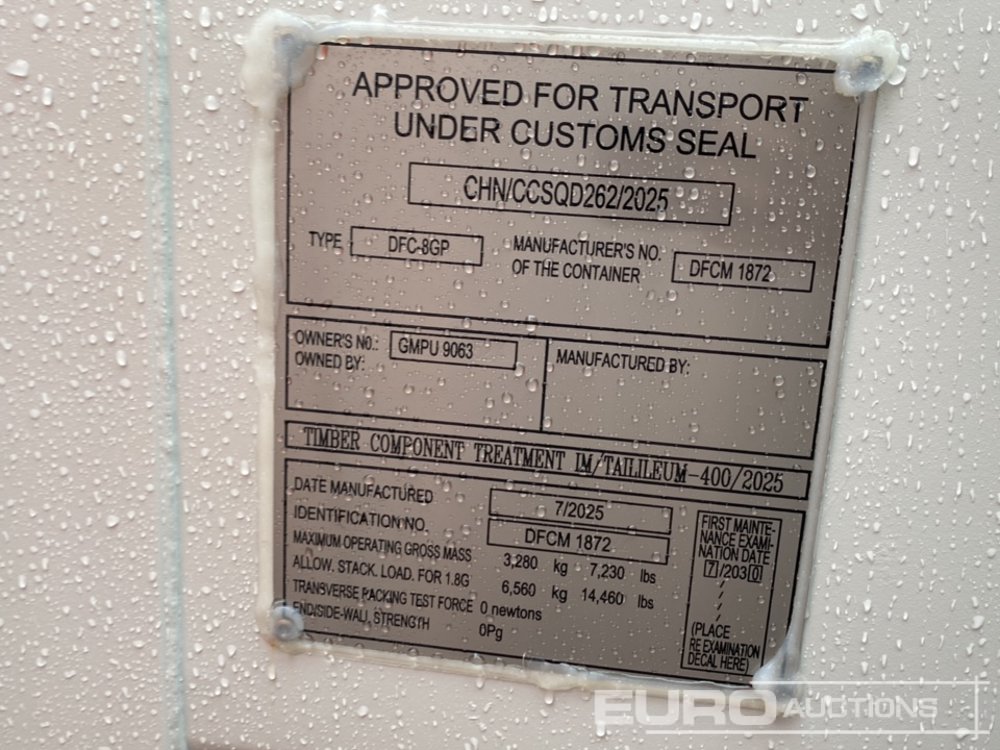 APPROVED FOR TRANSPORT
UNDER CUSTOMS SEAL
CHN/CCSQD262/2025
TYPE DFC-8GP
MANUFACTURER'S NO.
OF THE CONTAINER DFCM 1872
OWNER'S NO.: GMPU 9063
OWNED BY:
MANUFACTURED BY:
TIMBER COMPONENT TREATMENT IM/TAILILEUM-400/2025
DATE MANUFACTURED 7/2025
IDENTIFICATION NO. DFCM 1872
MAXIMUM OPERATING GROSS MASS 3,280 kg 7,230 lbs
ALLOW. STACK. LOAD. FOR 1.8G 6,560 kg 14,460 lbs
TRANSVERSE PACKING TEST FORCE 0 newtons
END/SIDE-WALL STRENGTH 0Pg
FIRST MAINTE-
NANCE EXAMI-
NATION DATE
7/2030
/
/
/
(PLACE
RE EXAMINATION
DECAL HERE)
EURO AUCTIONS